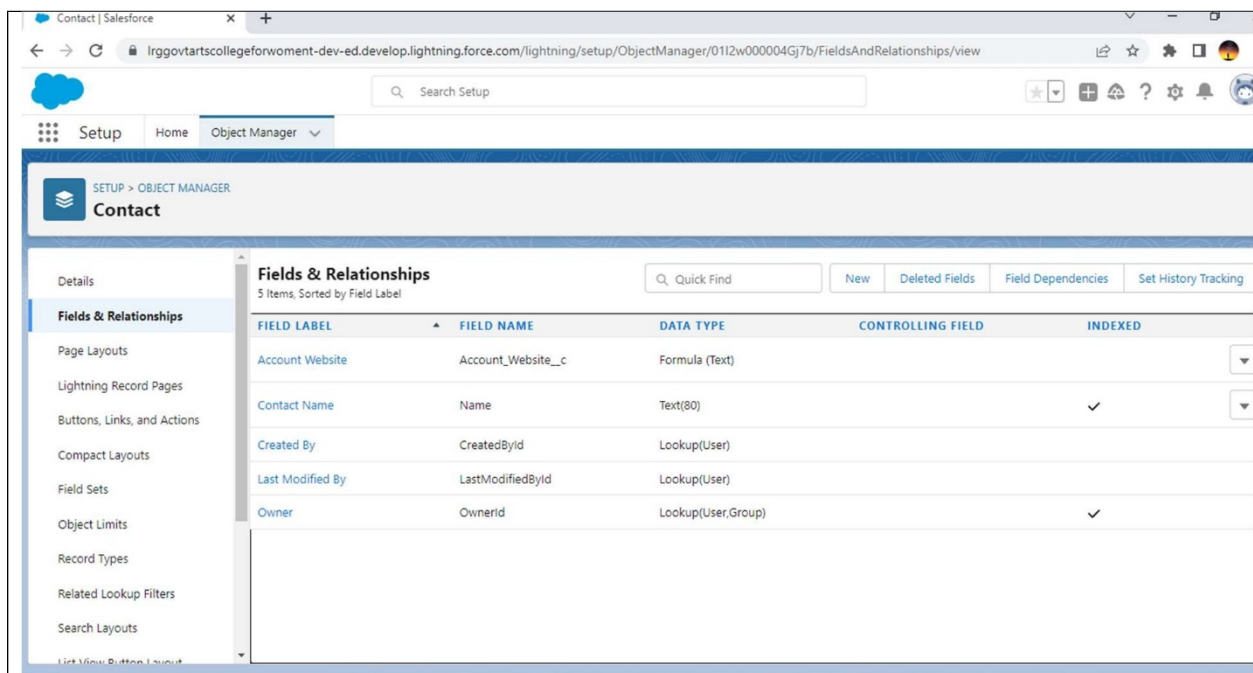 Contact | Salesforce
lrggovtartscollegeforwoment-dev-ed.develop.lightning.force.com/lightning/setup/ObjectManager/01I2w000004Gj7b/FieldsAndRelationships/view
Search Setup
Setup Home Object Manager
SETUP > OBJECT MANAGER
Contact
Details
Fields & Relationships
Page Layouts
Lightning Record Pages
Buttons, Links, and Actions
Compact Layouts
Field Sets
Object Limits
Record Types
Related Lookup Filters
Search Layouts
List View Button Layout
Fields & Relationships
5 Items, Sorted by Field Label
Quick Find New Deleted Fields Field Dependencies Set History Tracking
FIELD LABEL FIELD NAME DATA TYPE CONTROLLING FIELD INDEXED
Account Website Account_Website__c Formula (Text)
Contact Name Name Text(80)
Created By CreatedById Lookup(User)
Last Modified By LastModifiedById Lookup(User)
Owner OwnerId Lookup(User,Group)